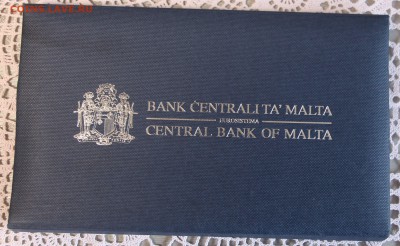 BANK ĊENTRALI TA' MALTA
EUROSISTEMA
CENTRAL BANK OF MALTA